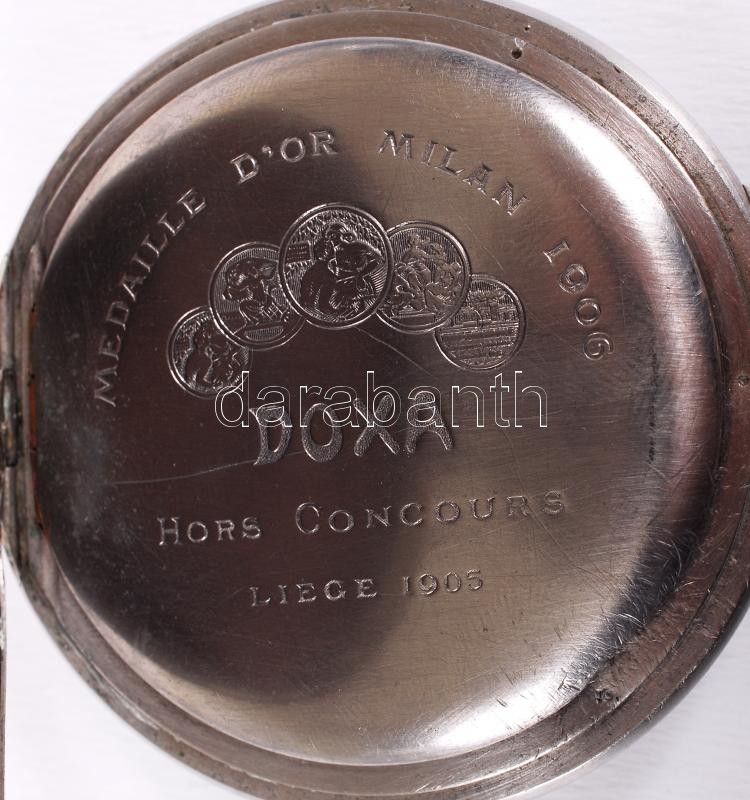 MEDAILLE D'OR MILAN 1906
darabanth
DOXA
HORS CONCOURS
LIEGE 1905